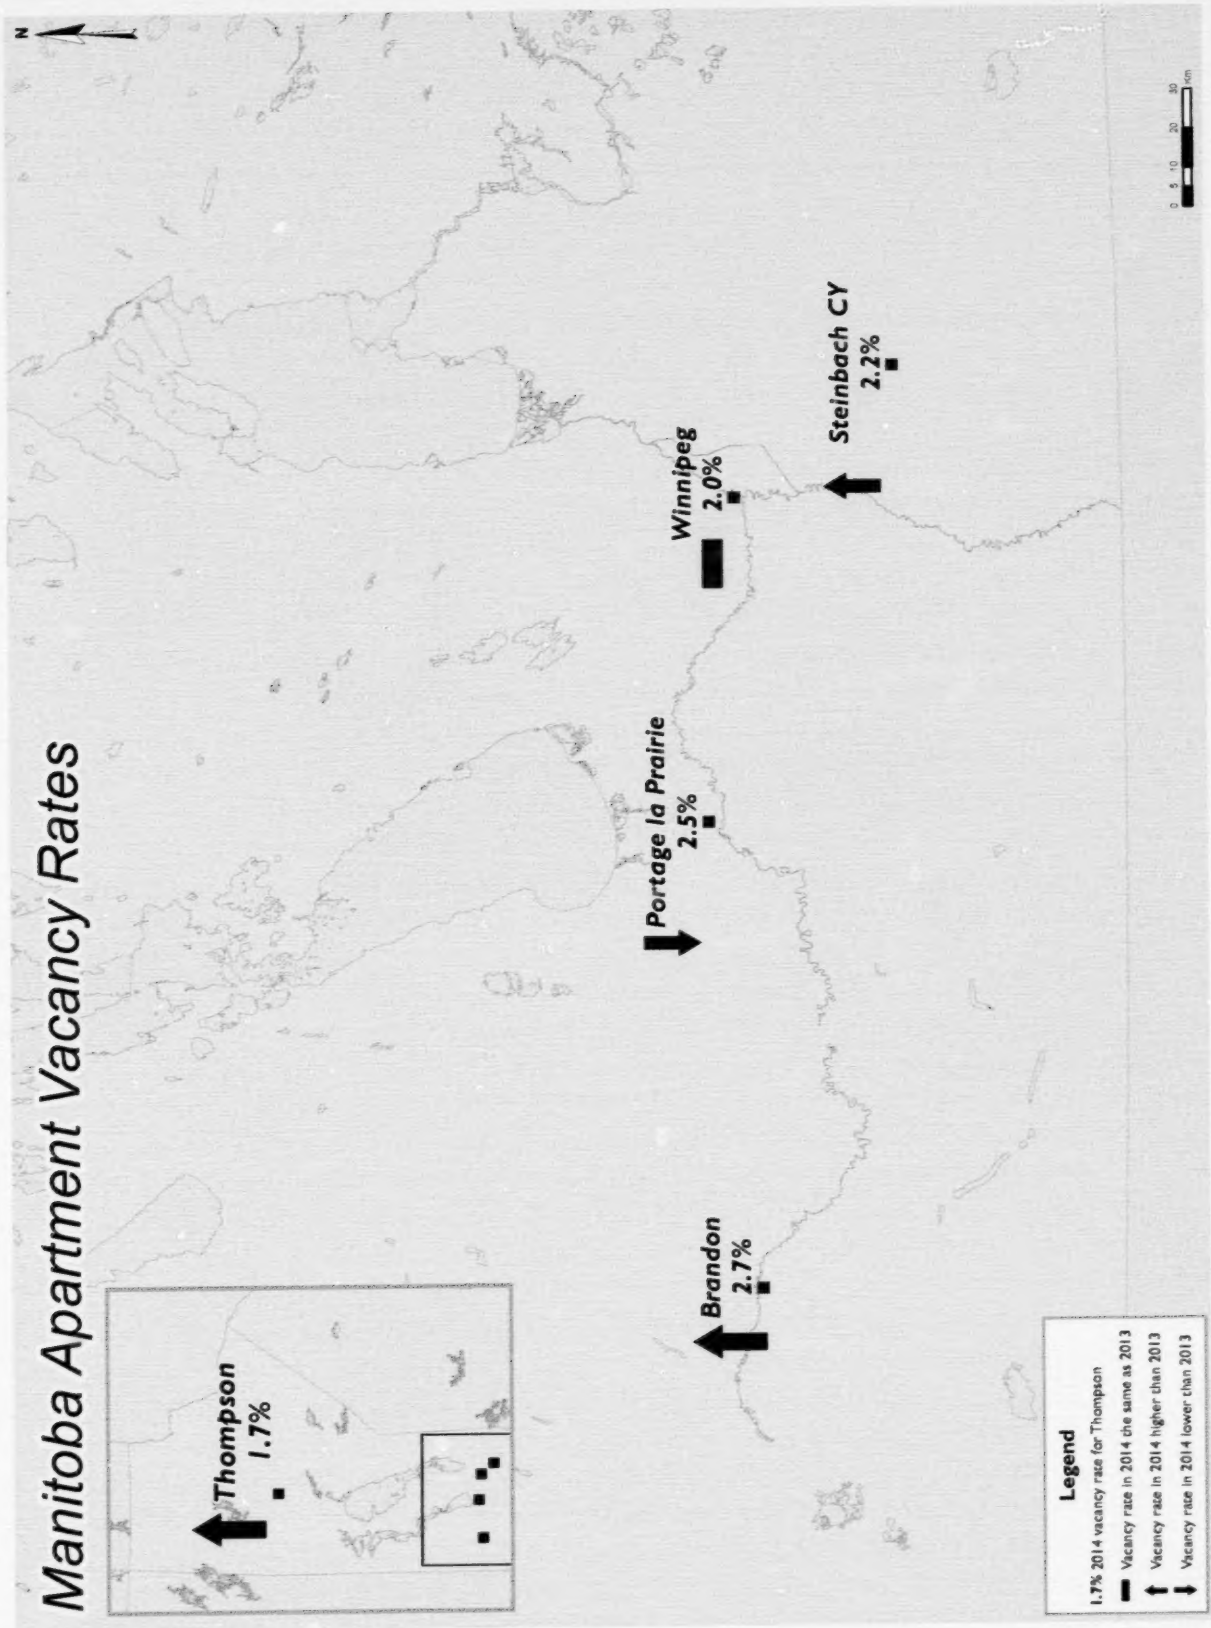 Manitoba Apartment Vacancy Rates
N
Thompson
1.7%
Brandon
2.7%
Portage la Prairie
2.5%
Winnipeg
2.0%
Steinbach CY
2.2%
Legend
1.7% 2014 vacancy rate for Thompson
Vacancy rate in 2014 the same as 2013
Vacancy rate in 2014 higher than 2013
Vacancy rate in 2014 lower than 2013
0 5 10 20 30
Km